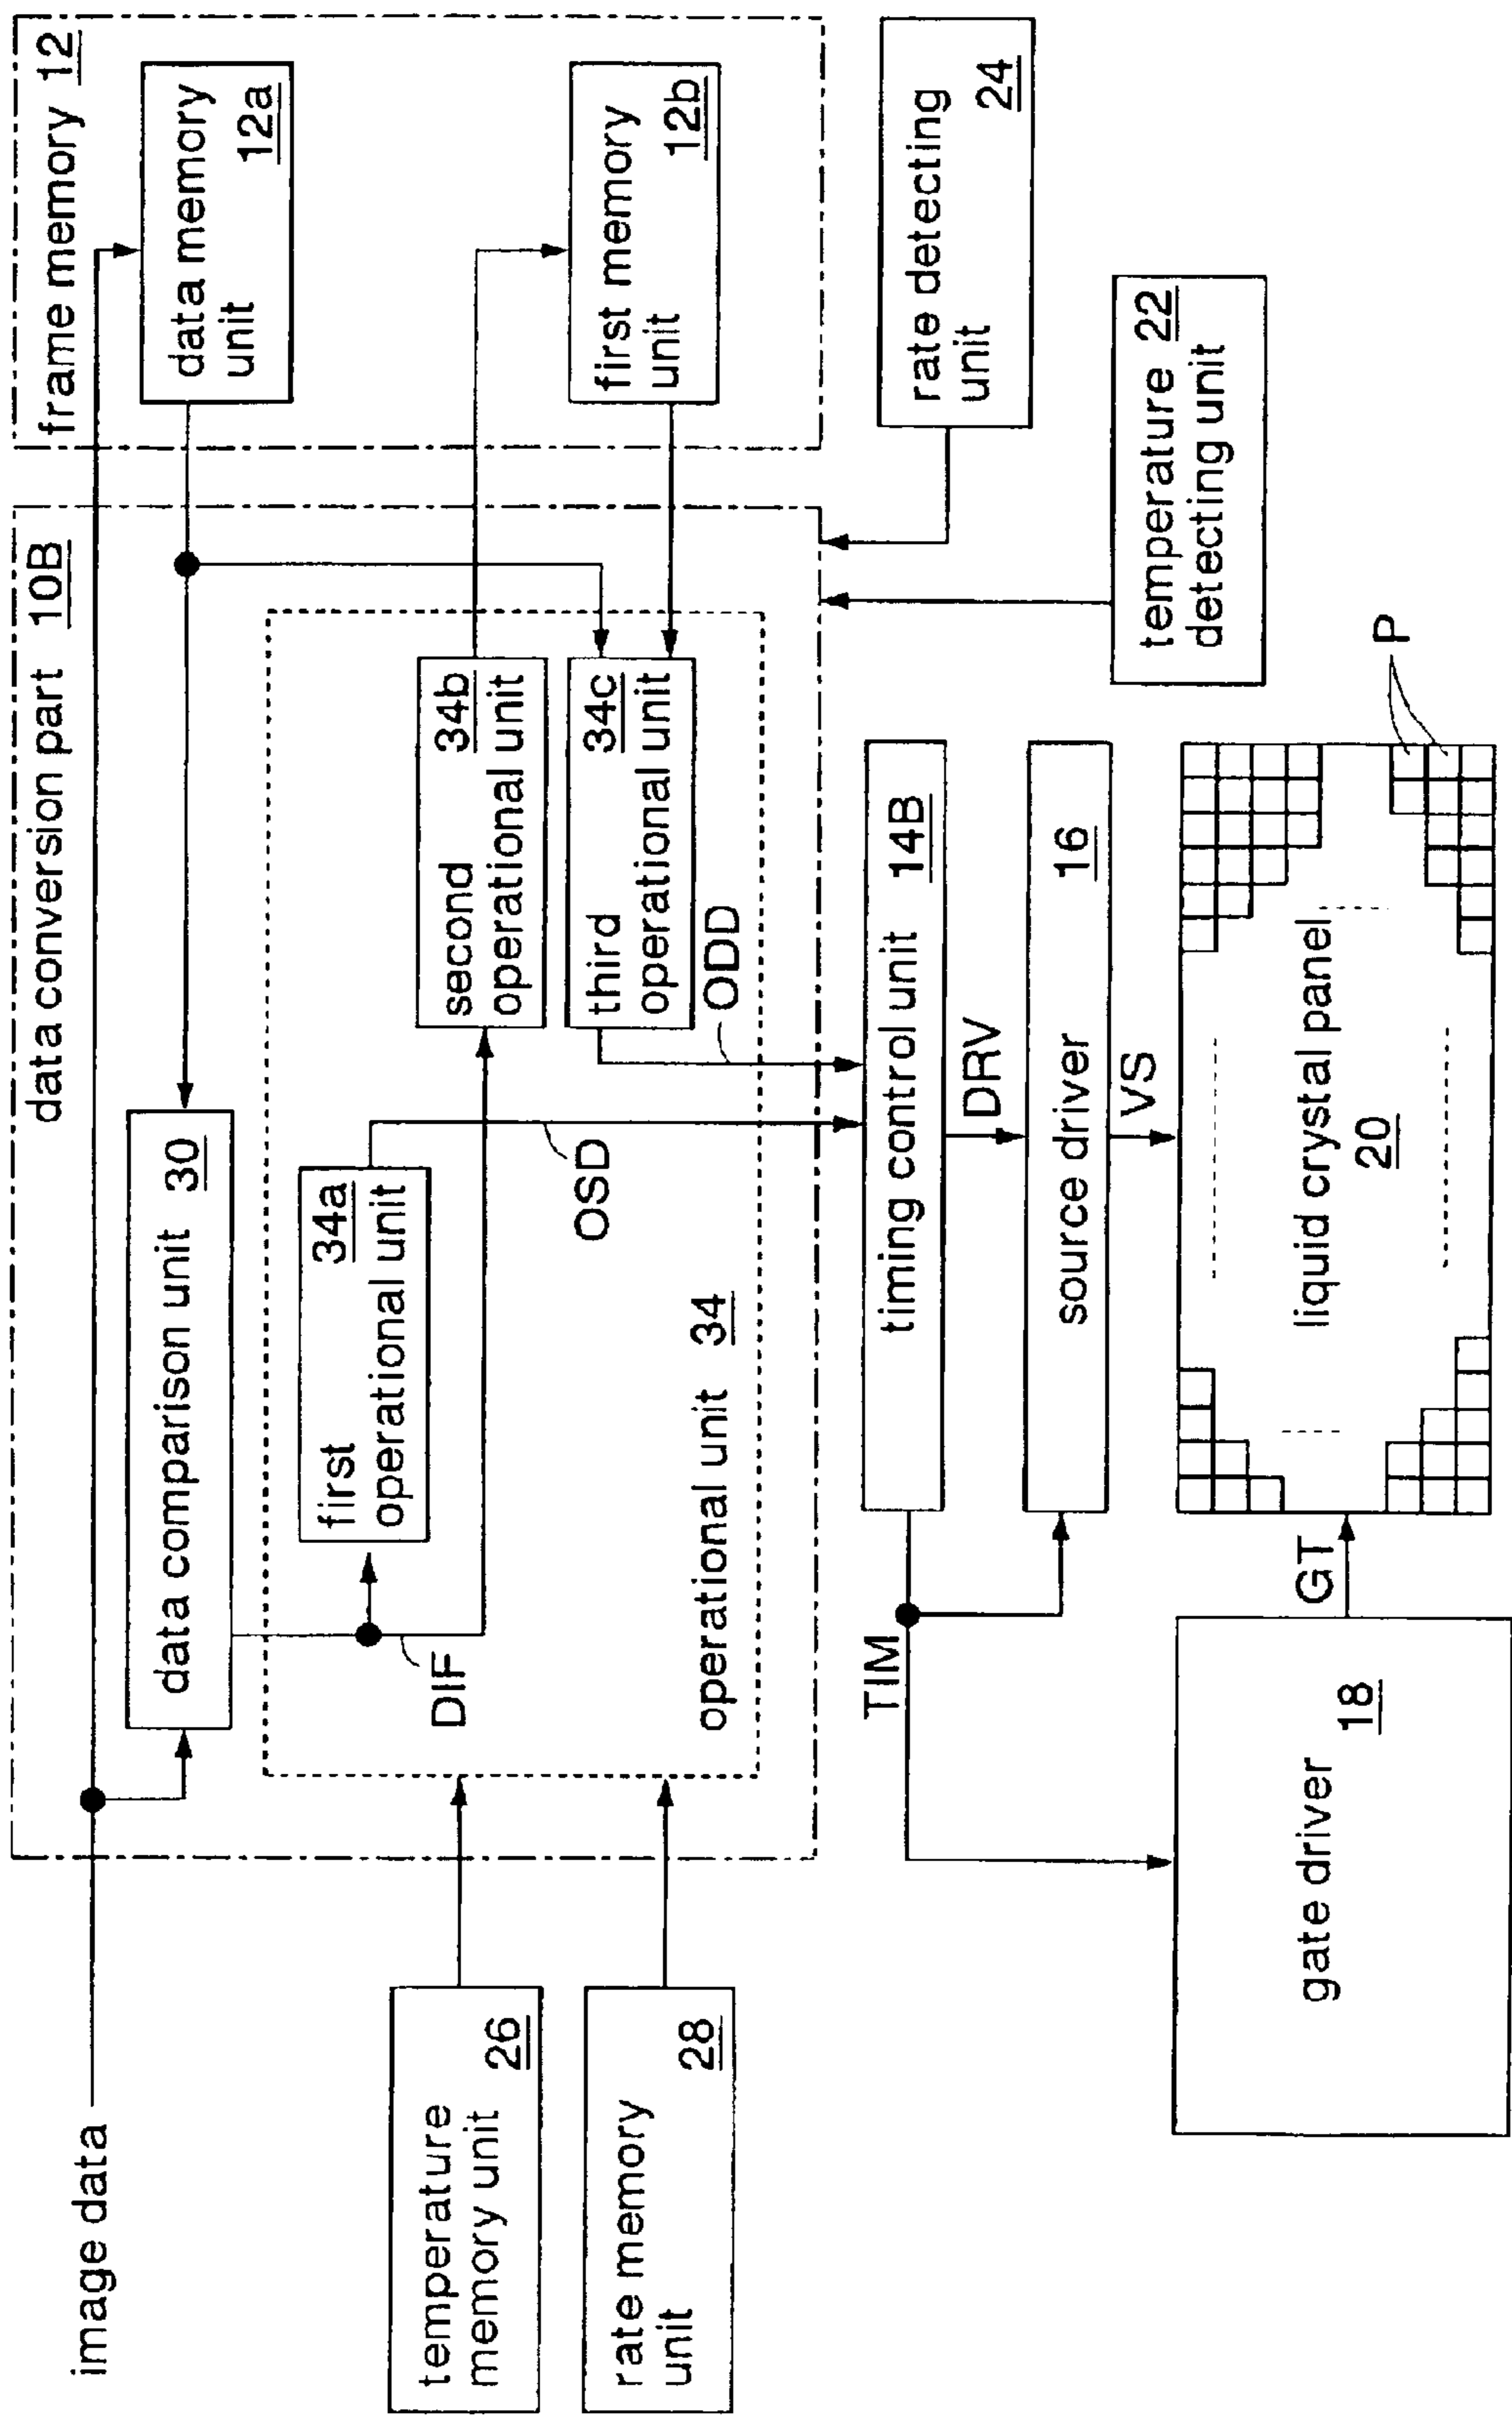 image data
data conversion part 10B
frame memory 12
data comparison unit 30
data memory
unit 12a
first 34a
operational unit
second 34b
operational unit
third 34c
operational unit
first memory
unit 12b
DIF
OSD
ODD
operational unit 34
temperature
memory unit 26
rate memory
unit 28
rate detecting
unit 24
temperature 22
detecting unit
timing control unit 14B
TIM
DRV
source driver 16
VS
gate driver
18
GT
liquid crystal panel
20
P